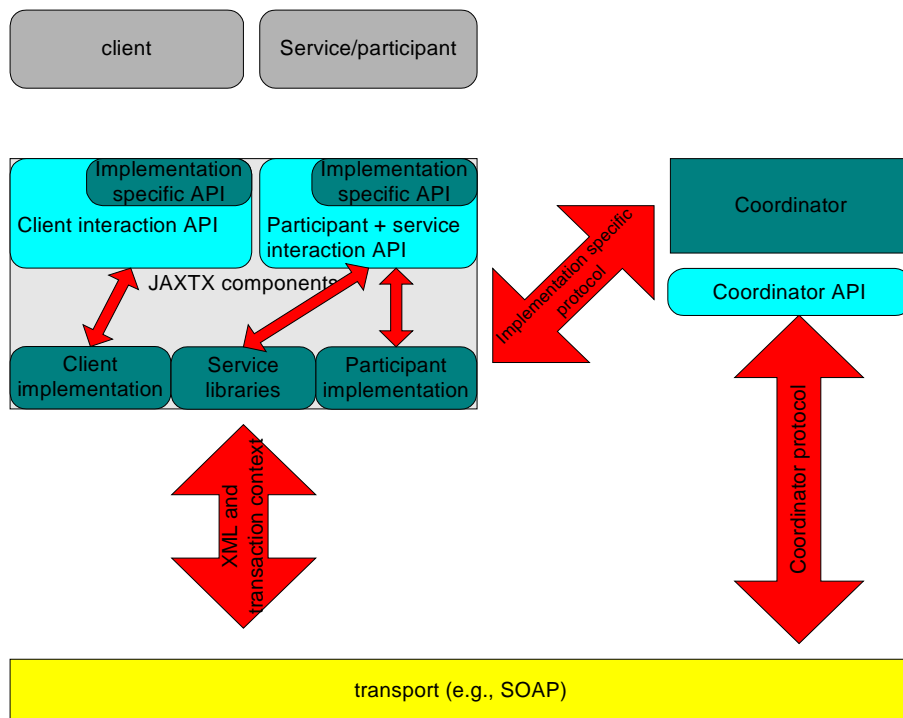 client
Service/participant
Implementation
specific API
Client interaction API
Implementation
specific API
Participant + service
interaction API
JAXTX components
Client
implementation
Service
libraries
Participant
implementation
Implementation specific
protocol
Coordinator
Coordinator API
XML and
transaction context
Coordinator protocol
transport (e.g., SOAP)